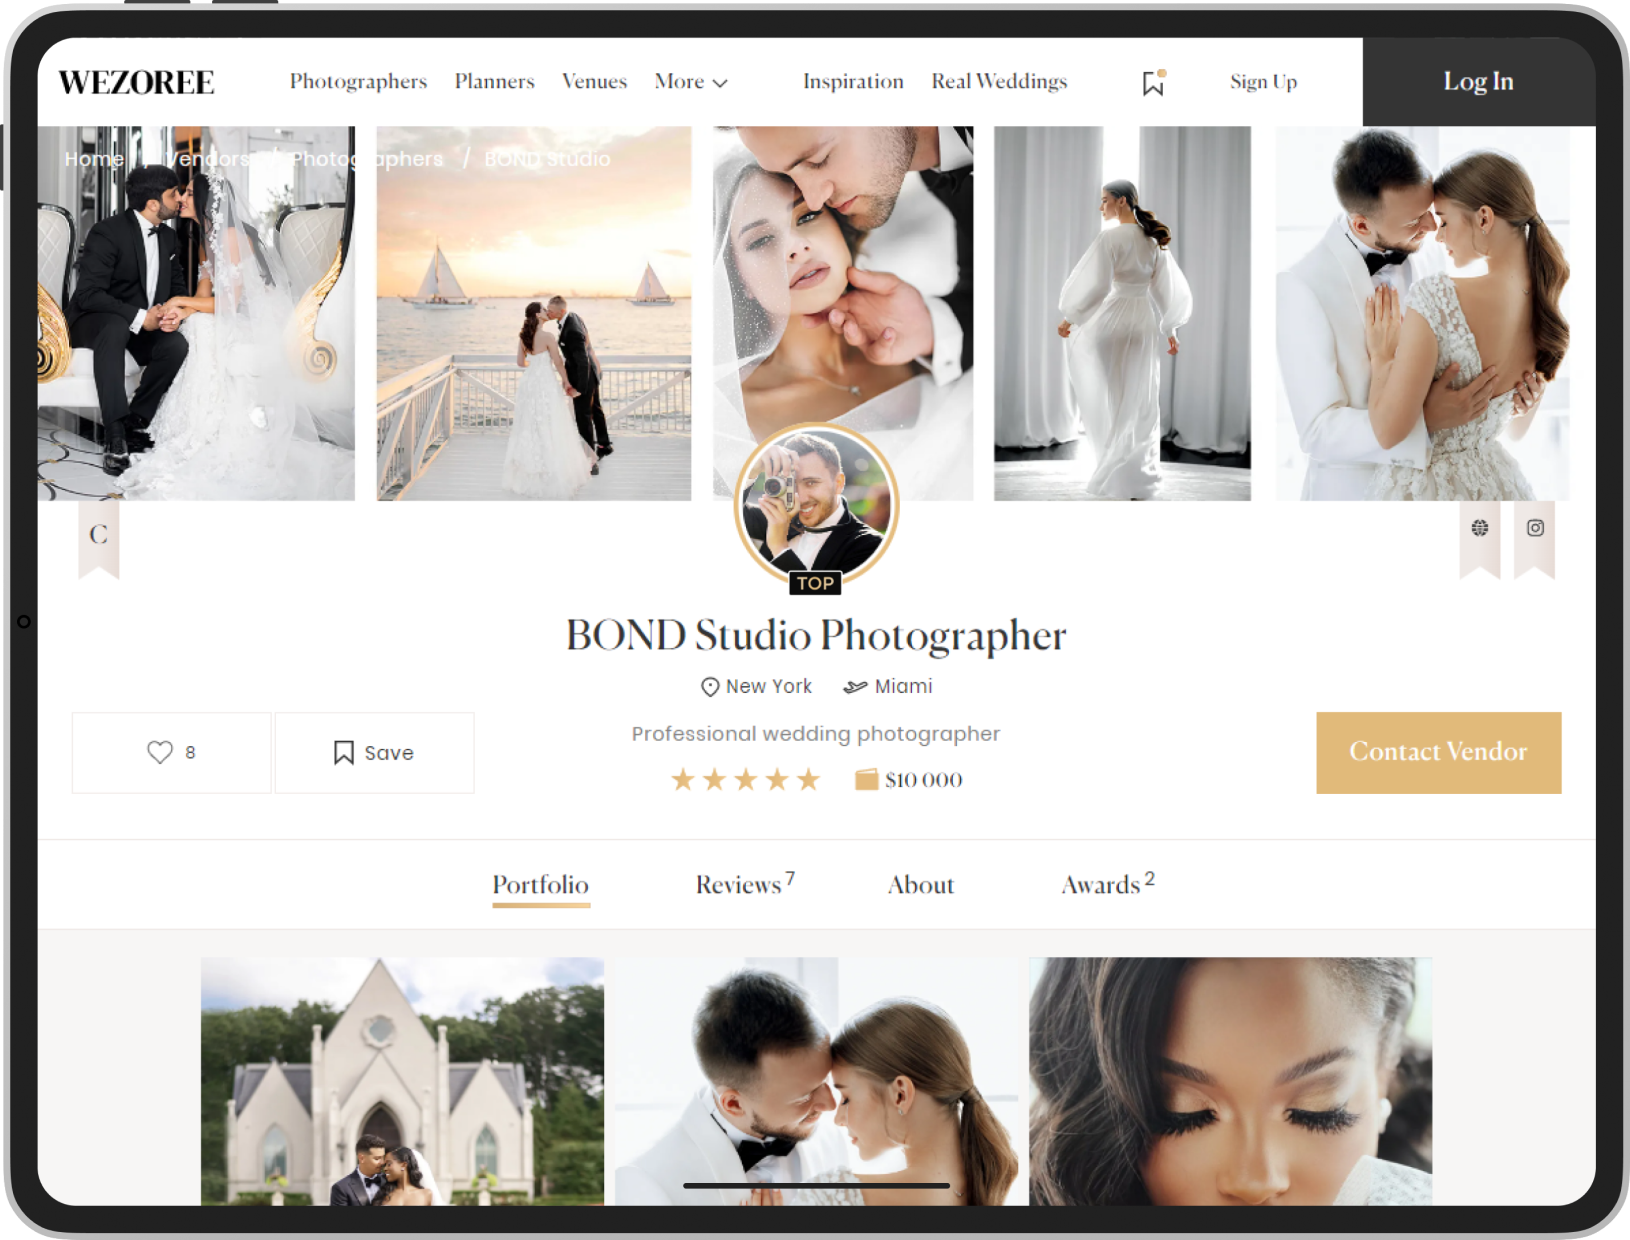 WEZOREE Photographers Planners Venues More Inspiration Real Weddings Sign Up Log In
Home / Vendors / Photographers / BOND Studio
C
TOP
BOND Studio Photographer
New York Miami
Professional wedding photographer
8 Save
$10 000
Contact Vendor
Portfolio Reviews 7 About Awards 2